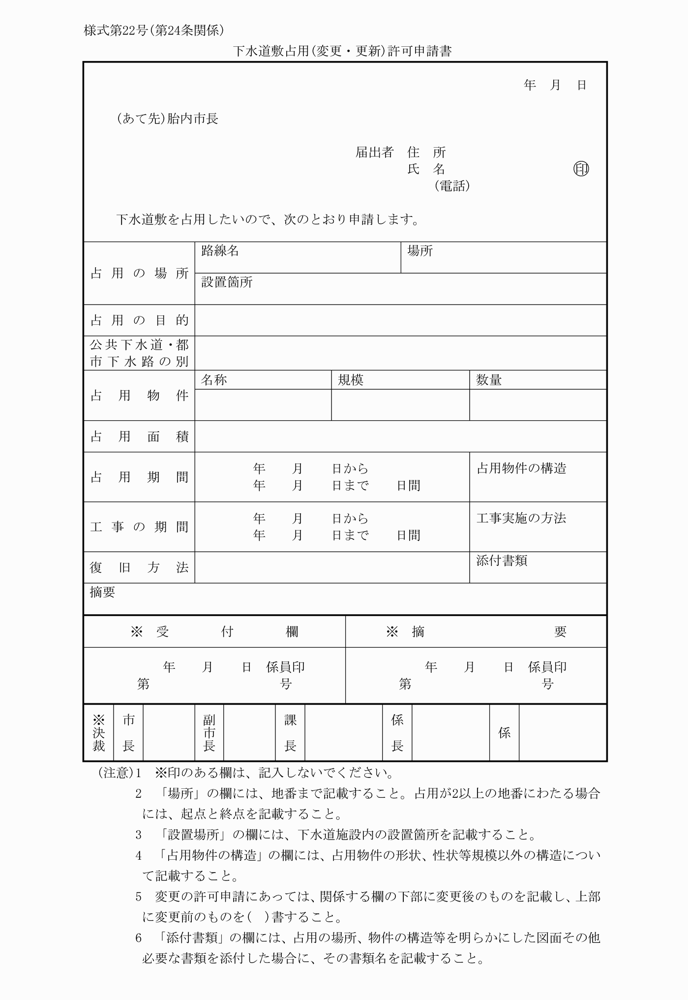 様式第22号(第24条関係)
下水道敷占用(変更・更新)許可申請書
年　月　日
(あて先)胎内市長
届出者　住　所
氏　名　㊞
(電話)
下水道敷を占用したいので、次のとおり申請します。
占用の場所
路線名
場所
設置箇所
占用の目的
公共下水道・都
市下水路の別
占用物件
名称
規模
数量
占用面積
占用期間
年　月　日から
年　月　日まで　日間
占用物件の構造
工事の期間
年　月　日から
年　月　日まで　日間
工事実施の方法
復旧方法
添付書類
摘要
※　受　付　欄
※　摘　要
年　月　日　係員印
第　号
年　月　日　係員印
第　号
※決裁
市長
副市長
課長
係長
係
(注意)1　※印のある欄は、記入しないでください。
2　「場所」の欄には、地番まで記載すること。占用が2以上の地番にわたる場合
には、起点と終点を記載すること。
3　「設置場所」の欄には、下水道施設内の設置箇所を記載すること。
4　「占用物件の構造」の欄には、占用物件の形状、性状等規模以外の構造につい
て記載すること。
5　変更の許可申請にあっては、関係する欄の下部に変更後のものを記載し、上部
に変更前のものを(　)書すること。
6　「添付書類」の欄には、占用の場所、物件の構造等を明らかにした図面その他
必要な書類を添付した場合に、その書類名を記載すること。